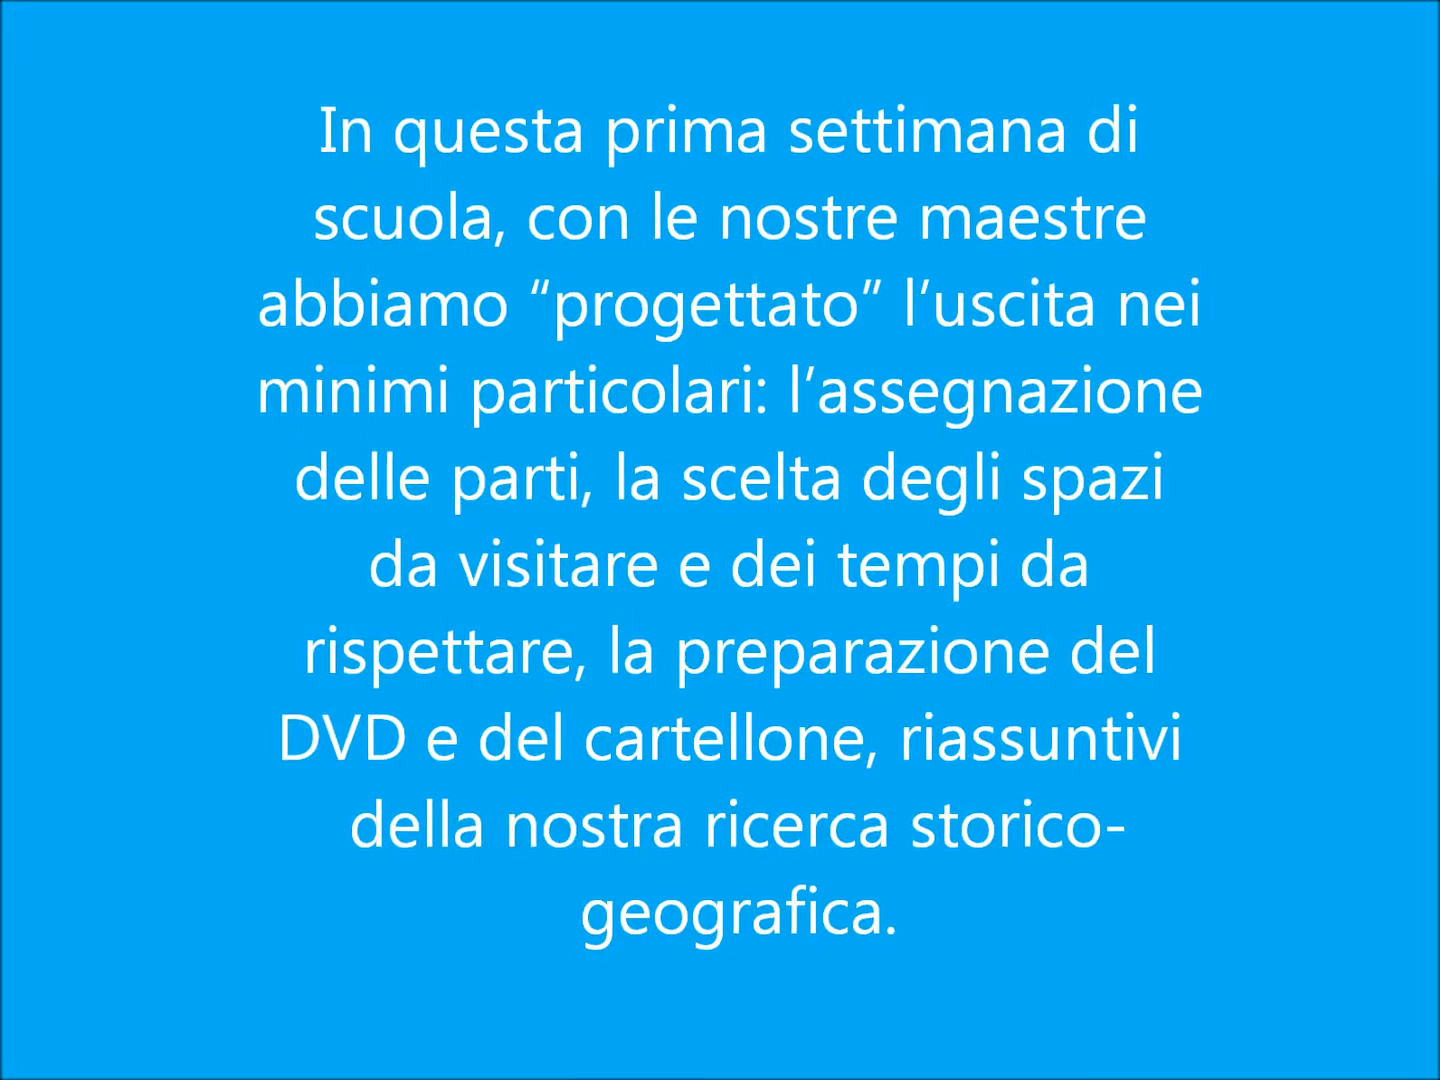 In questa prima settimana di
scuola, con le nostre maestre
abbiamo “progettato” l’uscita nei
minimi particolari: l’assegnazione
delle parti, la scelta degli spazi
da visitare e dei tempi da
rispettare, la preparazione del
DVD e del cartellone, riassuntivi
della nostra ricerca storico-
geografica.